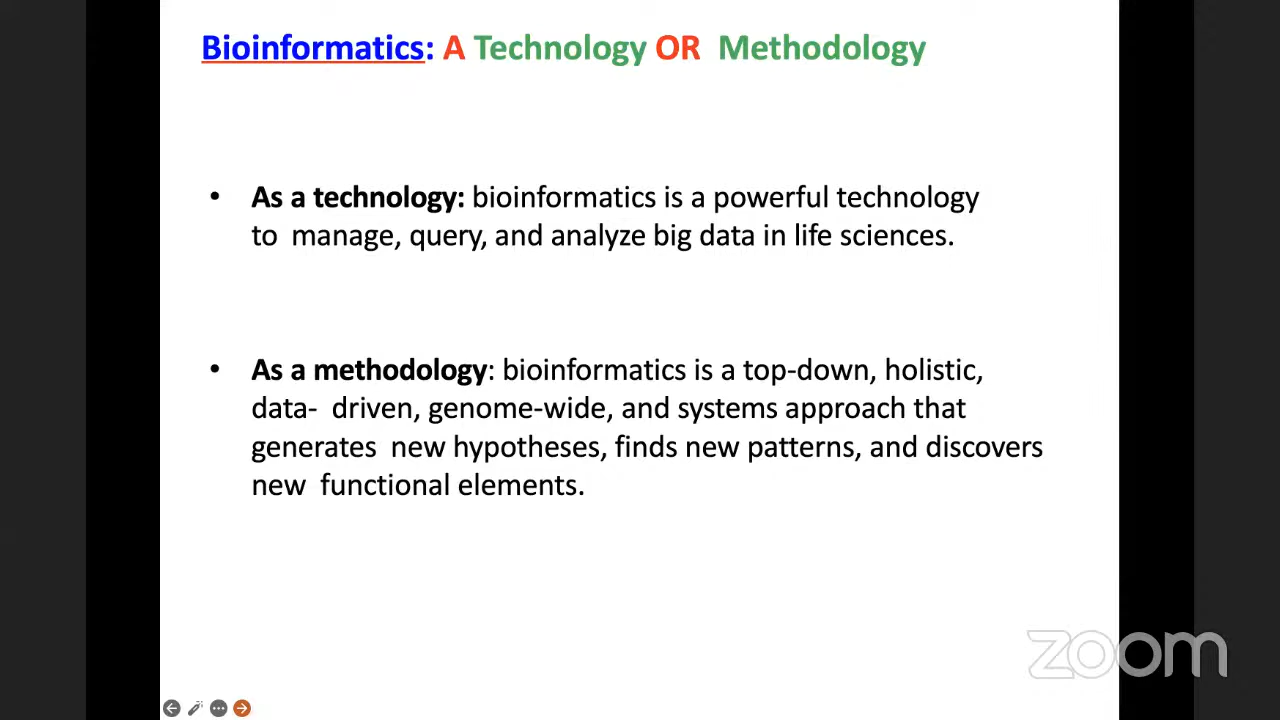 Bioinformatics: A Technology OR Methodology
• As a technology: bioinformatics is a powerful technology
to manage, query, and analyze big data in life sciences.
• As a methodology: bioinformatics is a top-down, holistic,
data- driven, genome-wide, and systems approach that
generates new hypotheses, finds new patterns, and discovers
new functional elements.
zoom